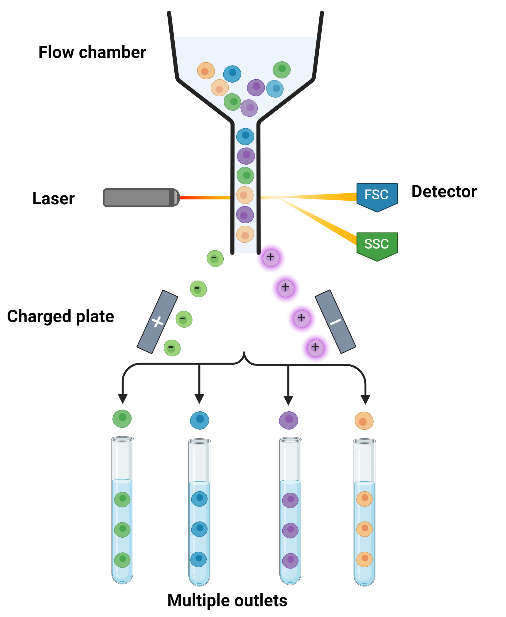 Flow chamber
Laser
FSC
Detector
SSC
Charged plate
Multiple outlets